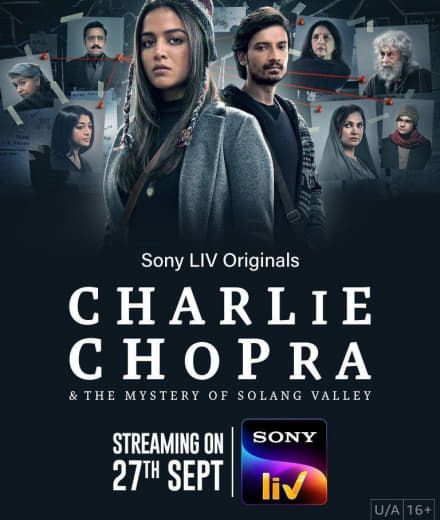 Sony LIV Originals
CHARLIE
CHOPRA
& THE MYSTERY OF SOLANG VALLEY
STREAMING ON
27TH SEPT
SONY
liv
U/A 16+